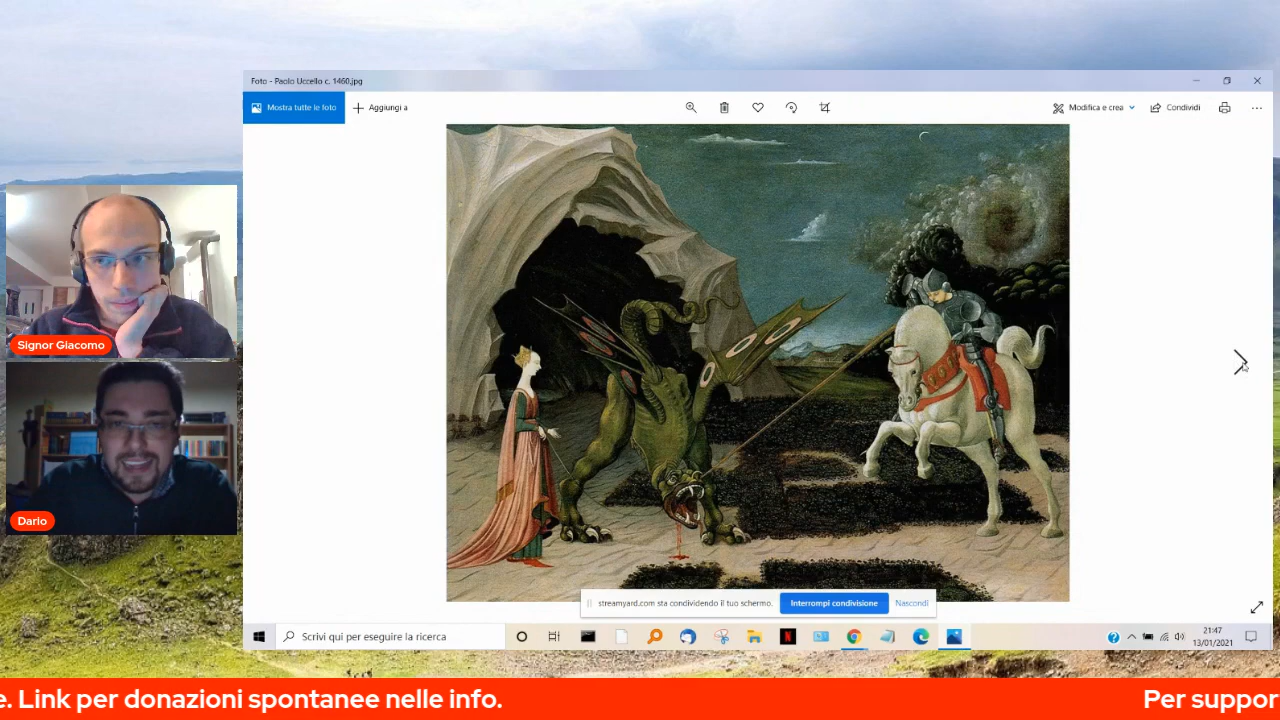 Foto - Paolo Uccello c. 1460.jpg
Mostra tutte le foto
Aggiungi a
Modifica e crea
Condividi
Signor Giacomo
Dario
streamyard.com sta condividendo il tuo schermo.
Interrompi condivisione
Nascondi
Scrivi qui per eseguire la ricerca
21:47
13/01/2021
e. Link per donazioni spontanee nelle info.
Per suppor